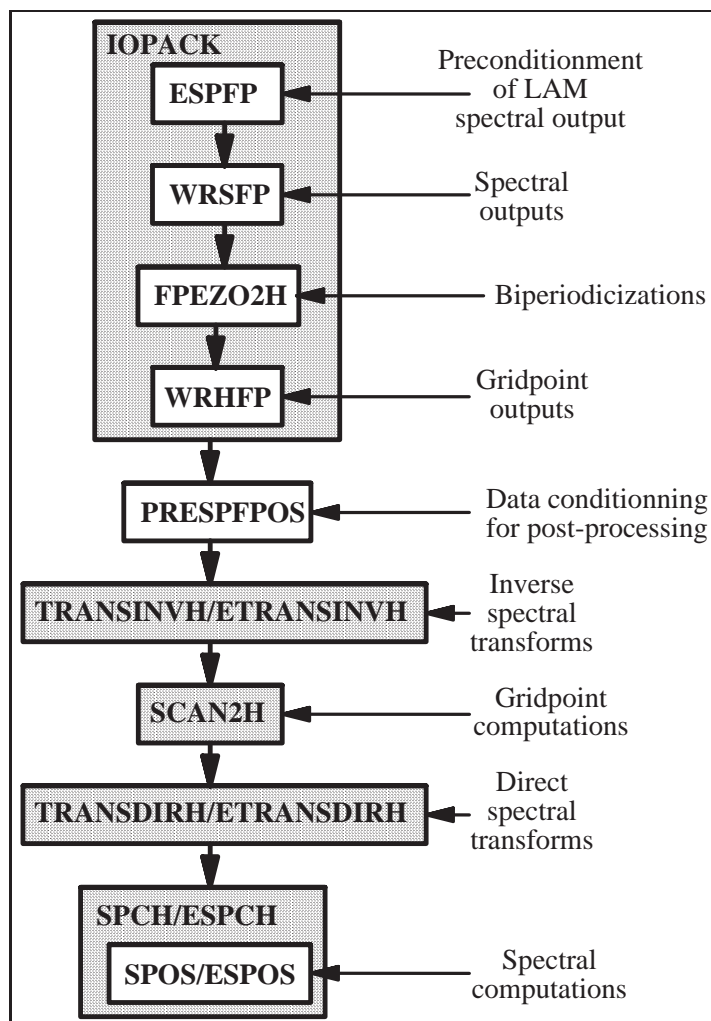 IOPACK
ESPFP
Preconditionment
of LAM
spectral output
WRSFP
Spectral
outputs
FPEZO2H
Biperiodicizations
WRHFP
Gridpoint
outputs
PRESPFPOS
Data conditionning
for post-processing
TRANSINVH/ETRANSINVH
Inverse
spectral
transforms
SCAN2H
Gridpoint
computations
TRANSDIRH/ETRANSDIRH
Direct
spectral
transforms
SPCH/ESPCH
SPOS/ESPOS
Spectral
computations